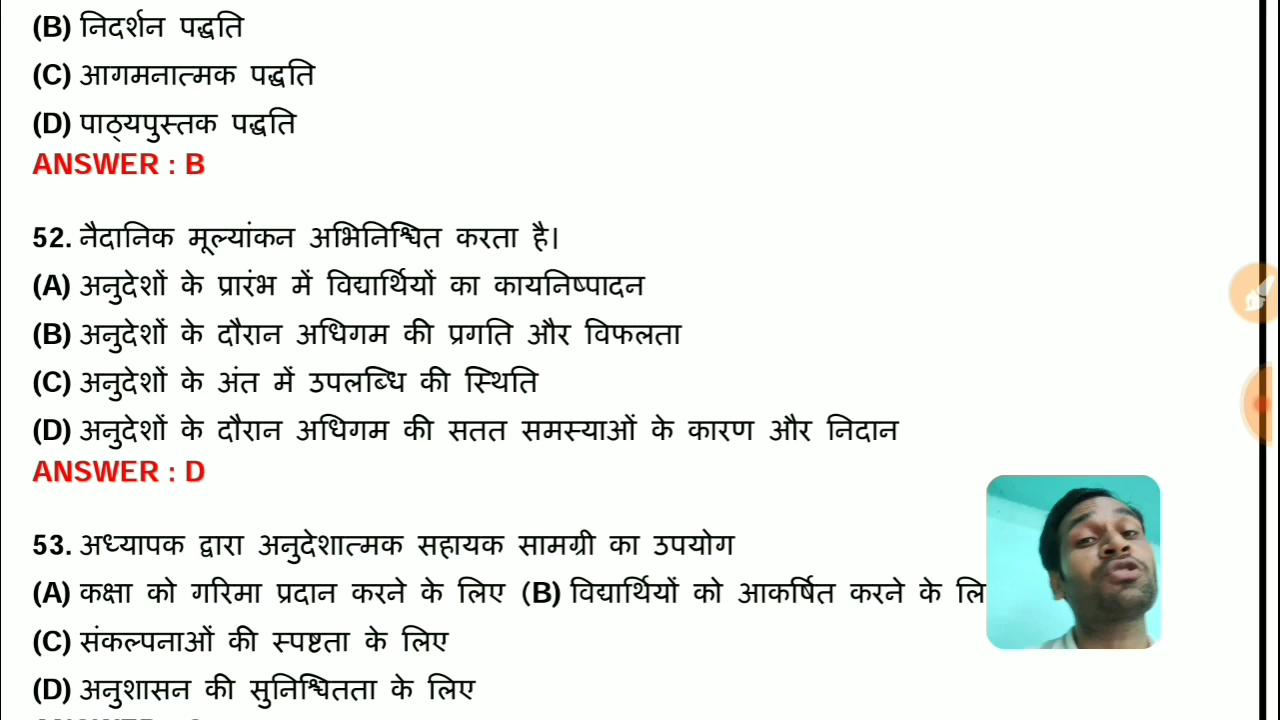 (B) निदर्शन पद्धति
(C) आगमनात्मक पद्धति
(D) पाठ्यपुस्तक पद्धति
ANSWER : B
52. नैदानिक मूल्यांकन अभिनिश्चित करता है।
(A) अनुदेशों के प्रारंभ में विद्यार्थियों का कायनिष्पादन
(B) अनुदेशों के दौरान अधिगम की प्रगति और विफलता
(C) अनुदेशों के अंत में उपलब्धि की स्थिति
(D) अनुदेशों के दौरान अधिगम की सतत समस्याओं के कारण और निदान
ANSWER : D
53. अध्यापक द्वारा अनुदेशात्मक सहायक सामग्री का उपयोग
(A) कक्षा को गरिमा प्रदान करने के लिए (B) विद्यार्थियों को आकर्षित करने के लि
(C) संकल्पनाओं की स्पष्टता के लिए
(D) अनुशासन की सुनिश्चितता के लिए